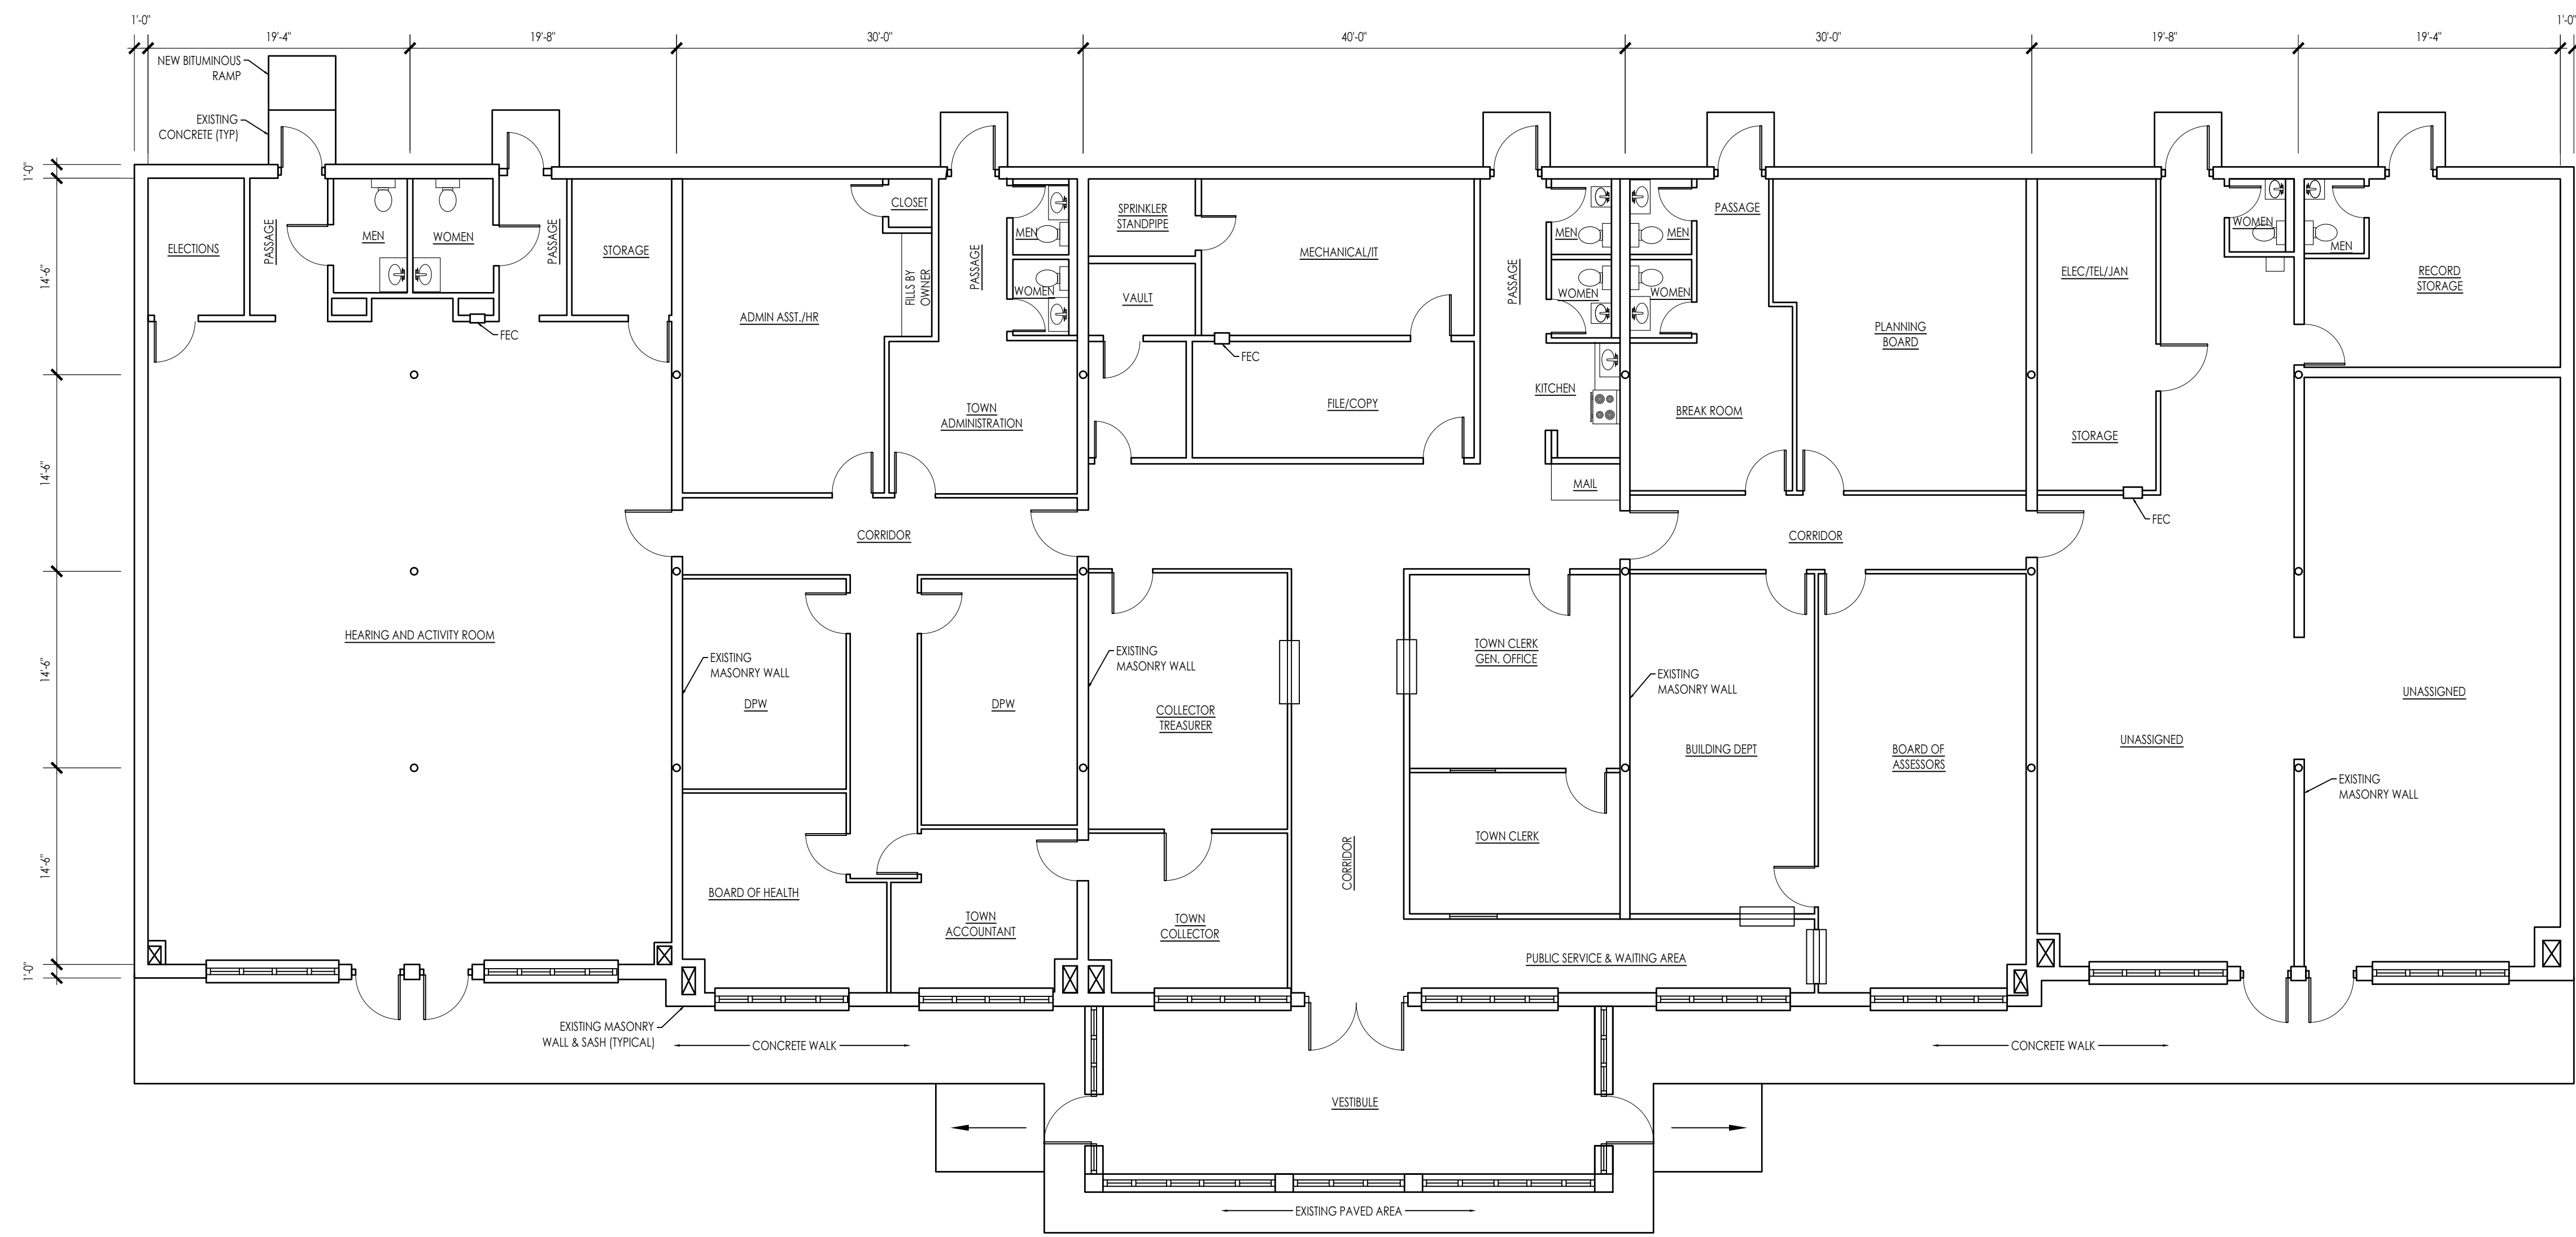 1'-0"
1'-0"
19'-4"
19'-8"
30'-0"
40'-0"
30'-0"
19'-8"
19'-4"
NEW BITUMINOUS
RAMP
EXISTING
CONCRETE (TYP)
1'-0"
14'-6"
14'-6"
14'-6"
14'-6"
1'-0"
ELECTIONS
PASSAGE
MEN
WOMEN
PASSAGE
STORAGE
FEC
CLOSET
FILLS BY
OWNER
ADMIN ASST./HR
PASSAGE
MEN
WOMEN
TOWN
ADMINISTRATION
SPRINKLER
STANDPIPE
VAULT
MECHANICAL/IT
FEC
FILE/COPY
PASSAGE
MEN
WOMEN
KITCHEN
MAIL
MEN
WOMEN
PASSAGE
BREAK ROOM
PLANNING
BOARD
ELEC/TEL/JAN
STORAGE
FEC
WOMEN
MEN
RECORD
STORAGE
CORRIDOR
CORRIDOR
HEARING AND ACTIVITY ROOM
EXISTING
MASONRY WALL
DPW
DPW
EXISTING
MASONRY WALL
COLLECTOR
TREASURER
TOWN CLERK
GEN. OFFICE
EXISTING
MASONRY WALL
BUILDING DEPT
BOARD OF
ASSESSORS
UNASSIGNED
UNASSIGNED
EXISTING
MASONRY WALL
TOWN CLERK
CORRIDOR
BOARD OF HEALTH
TOWN
ACCOUNTANT
TOWN
COLLECTOR
PUBLIC SERVICE & WAITING AREA
EXISTING MASONRY
WALL & SASH (TYPICAL)
CONCRETE WALK
CONCRETE WALK
VESTIBULE
EXISTING PAVED AREA